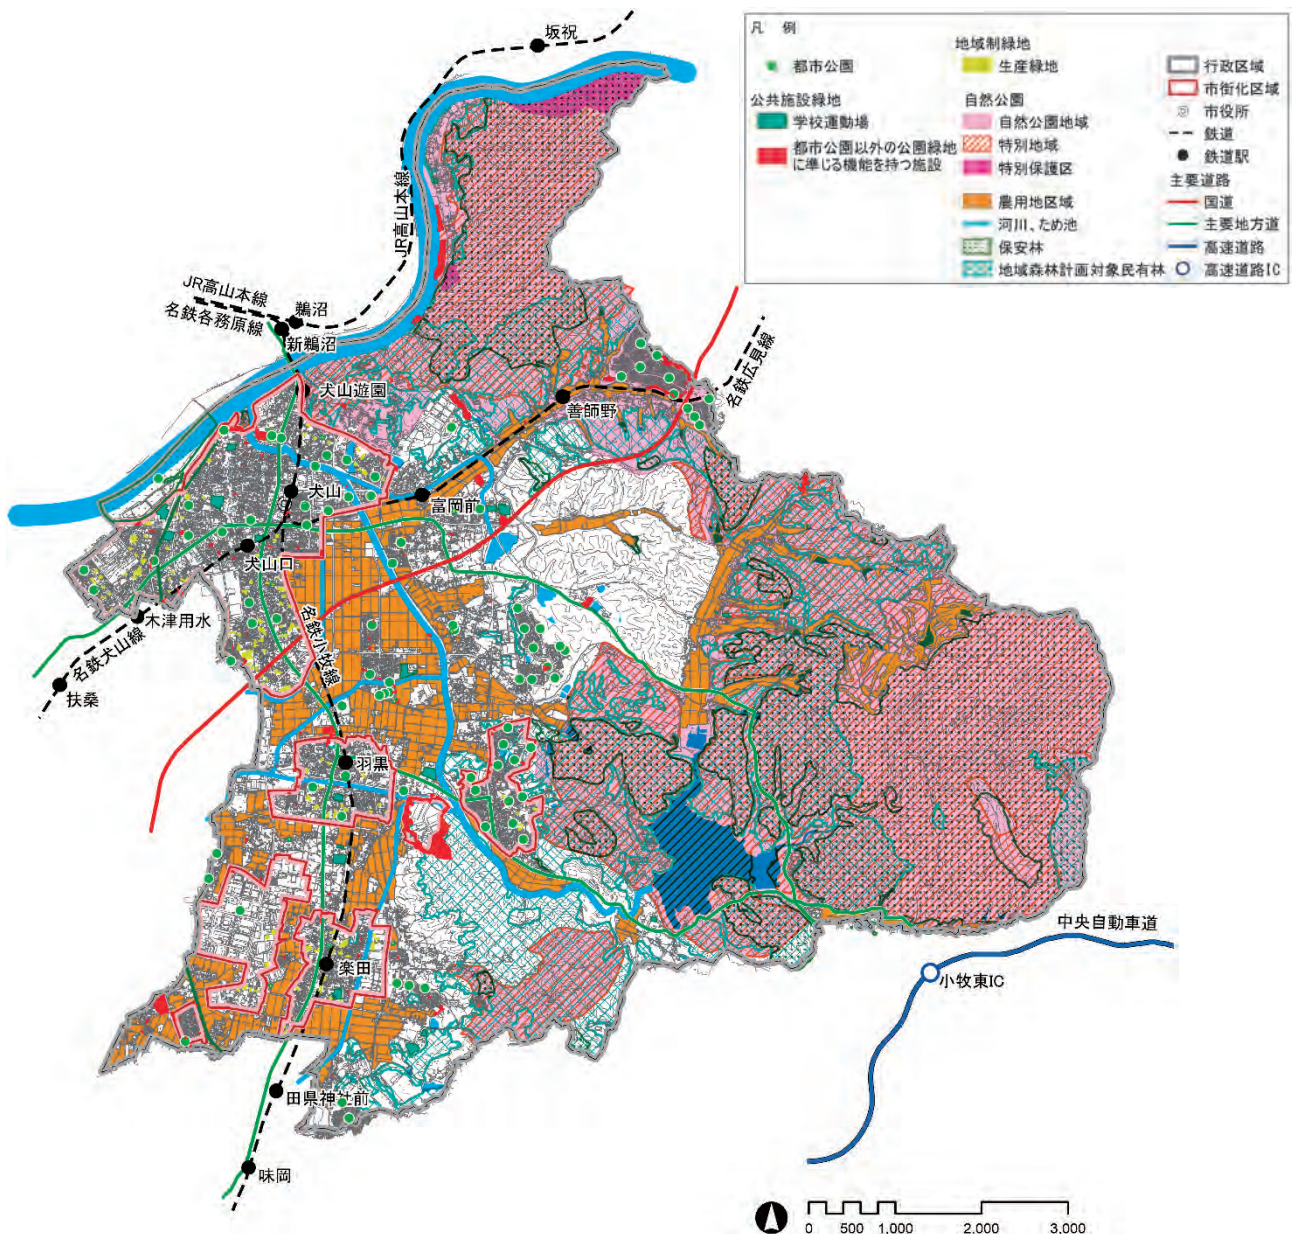 凡 例
都市公園
公共施設緑地
学校運動場
都市公園以外の公園緑地
に準じる機能を持つ施設
地域制緑地
生産緑地
自然公園
自然公園地域
特別地域
特別保護区
農用地区域
河川、ため池
保安林
地域森林計画対象民有林
行政区域
市街化区域
市役所
鉄道
鉄道駅
主要道路
国道
主要地方道
高速道路
高速道路IC
坂祝
JR高山本線
JR高山本線
名鉄各務原線
鵜沼
新鵜沼
犬山遊園
善師野
名鉄広見線
犬山
富岡前
犬山口
木津用水
名鉄犬山線
名鉄小牧線
扶桑
羽黒
楽田
中央自動車道
小牧東IC
田県神社前
味岡
0 500 1,000 2,000 3,000